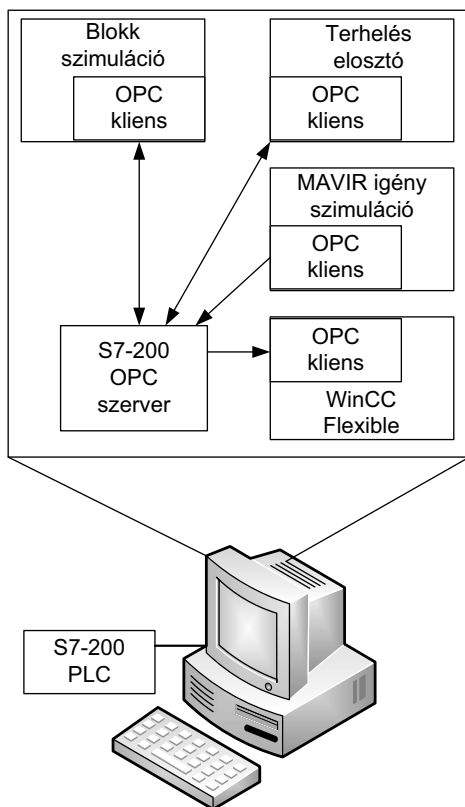 Blokk
szimuláció
OPC
kliens
Terhelés
elosztó
OPC
kliens
MAVIR igény
szimuláció
OPC
kliens
S7-200
OPC
szerver
OPC
kliens
WinCC
Flexible
S7-200
PLC